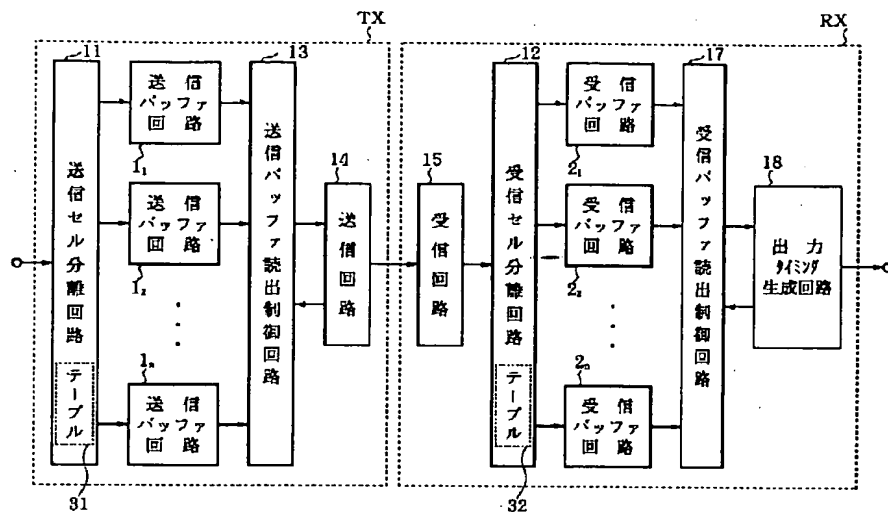 TX
RX
11
送信セル分離回路
テーブル
31
送信
バッファ
回路
1₁
送信
バッファ
回路
1₂
送信
バッファ
回路
1ₙ
13
送信バッファ読出制御回路
14
送信回路
15
受信回路
12
受信セル分離回路
テーブル
32
受信
バッファ
回路
2₁
受信
バッファ
回路
2₂
受信
バッファ
回路
2ₙ
17
受信バッファ読出制御回路
18
出力
タイミング
生成回路